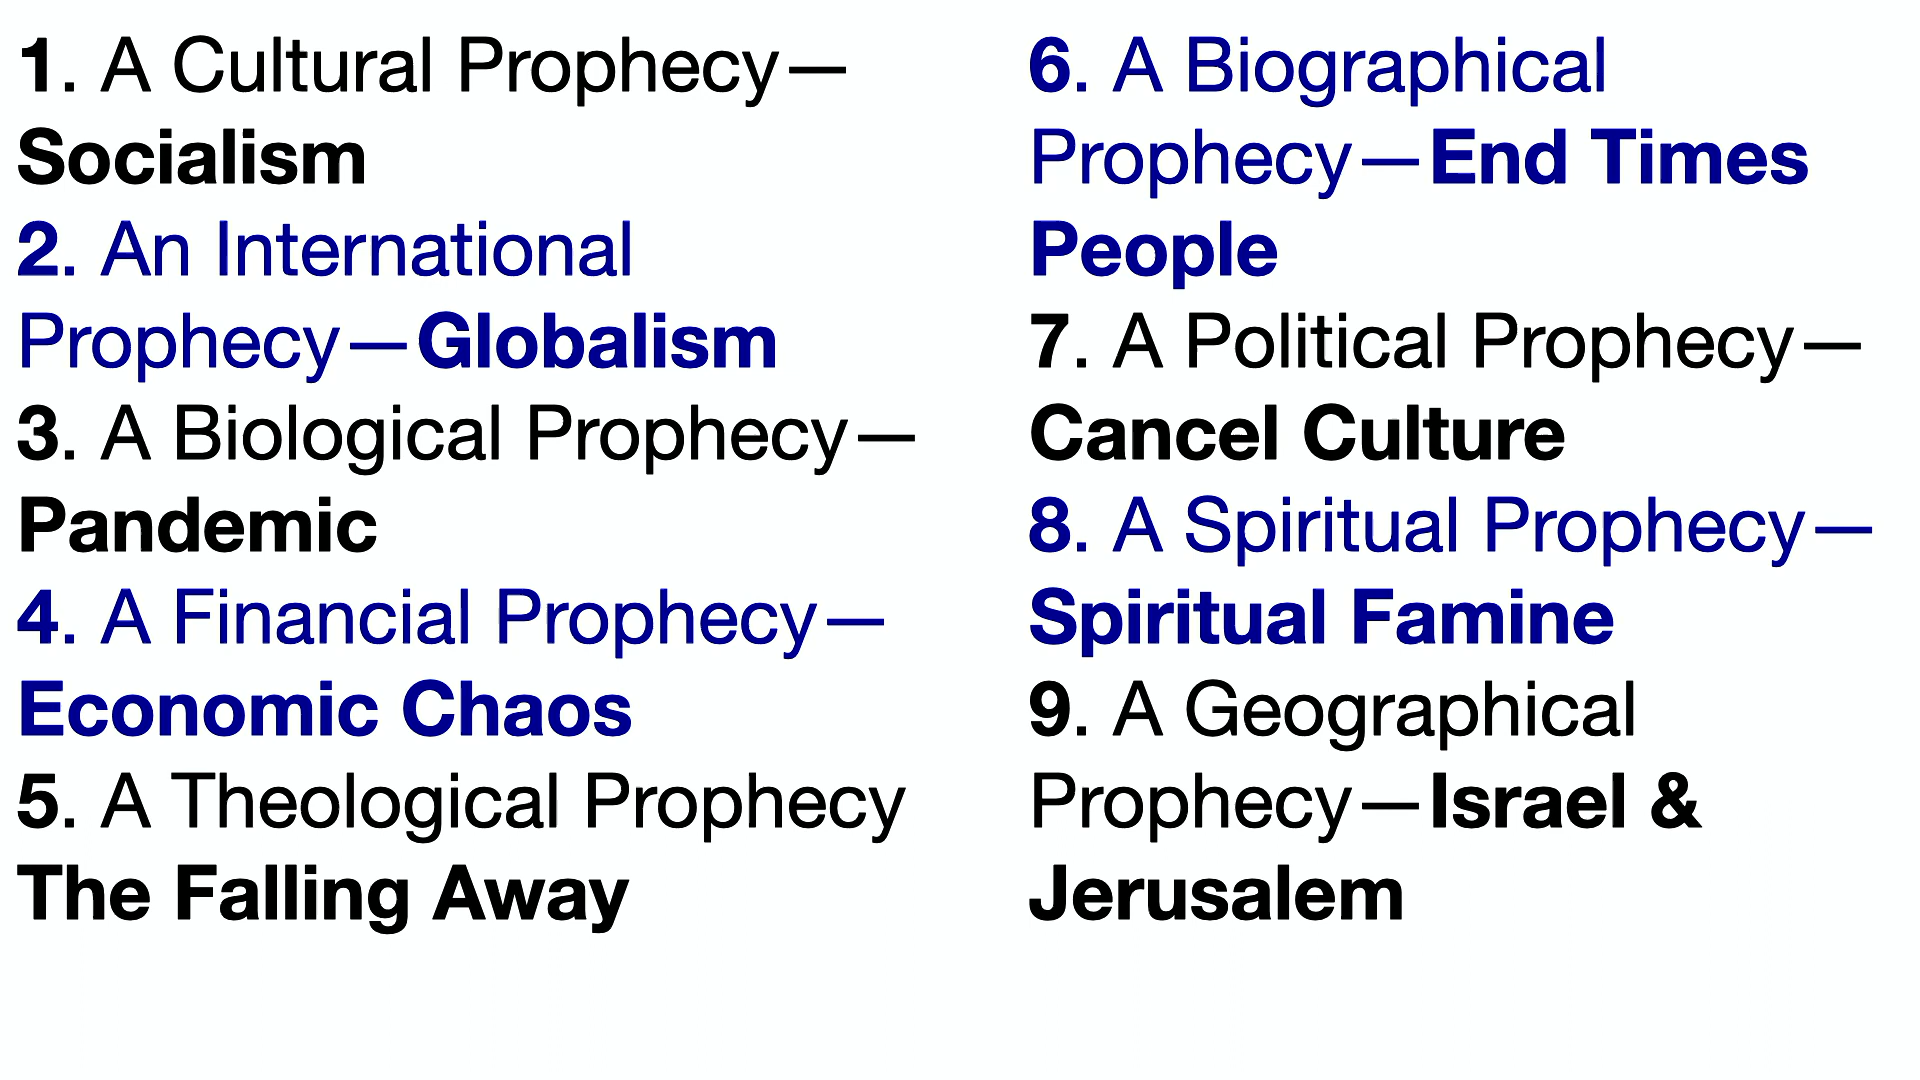 1. A Cultural Prophecy—
Socialism
2. An International
Prophecy—Globalism
3. A Biological Prophecy—
Pandemic
4. A Financial Prophecy—
Economic Chaos
5. A Theological Prophecy
The Falling Away
6. A Biographical
Prophecy—End Times
People
7. A Political Prophecy—
Cancel Culture
8. A Spiritual Prophecy—
Spiritual Famine
9. A Geographical
Prophecy—Israel &
Jerusalem